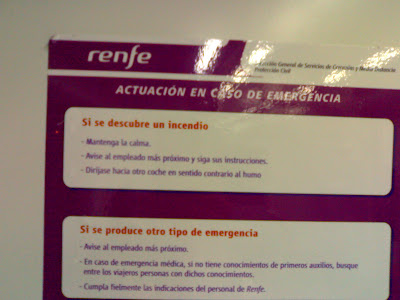 renfe
Dirección General de Servicios de Cercanías y Media Distancia
Protección Civil
ACTUACIÓN EN CASO DE EMERGENCIA
Si se descubre un incendio
- Mantenga la calma.
- Avise al empleado más próximo y siga sus instrucciones.
- Diríjase hacia otro coche en sentido contrario al humo
Si se produce otro tipo de emergencia
- Avise al empleado más próximo.
- En caso de emergencia médica, si no tiene conocimientos de primeros auxilios, busque
entre los viajeros personas con dichos conocimientos.
- Cumpla fielmente las indicaciones del personal de Renfe.